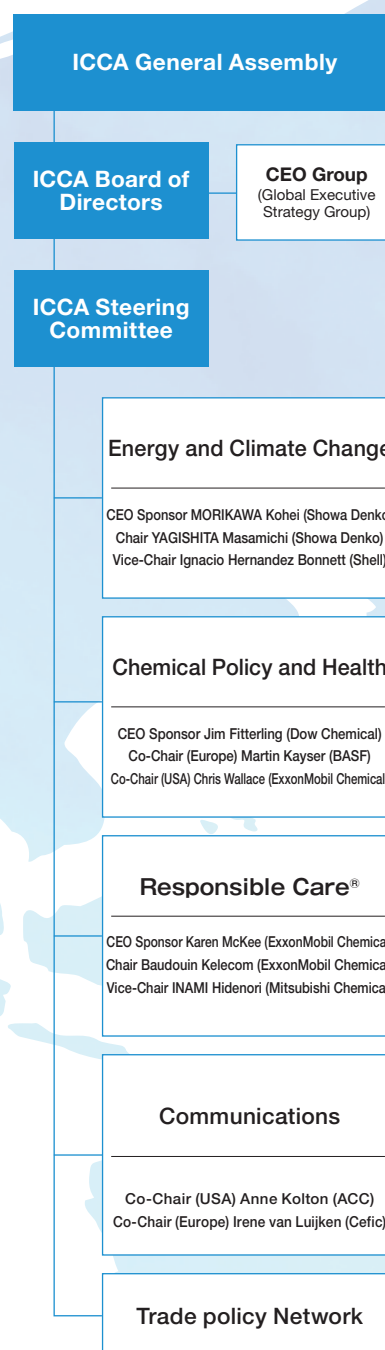 ICCA General Assembly
ICCA Board of
Directors
CEO Group
(Global Executive
Strategy Group)
ICCA Steering
Committee
Energy and Climate Change
CEO Sponsor MORIKAWA Kohei (Showa Denko
Chair YAGISHITA Masamichi (Showa Denko)
Vice-Chair Ignacio Hernandez Bonnett (Shell)
Chemical Policy and Health
CEO Sponsor Jim Fitterling (Dow Chemical)
Co-Chair (Europe) Martin Kayser (BASF)
Co-Chair (USA) Chris Wallace (ExxonMobil Chemical
Responsible Care®
CEO Sponsor Karen McKee (ExxonMobil Chemica
Chair Baudouin Kelecom (ExxonMobil Chemica
Vice-Chair INAMI Hidenori (Mitsubishi Chemica
Communications
Co-Chair (USA) Anne Kolton (ACC)
Co-Chair (Europe) Irene van Luijken (Cefic)
Trade policy Network